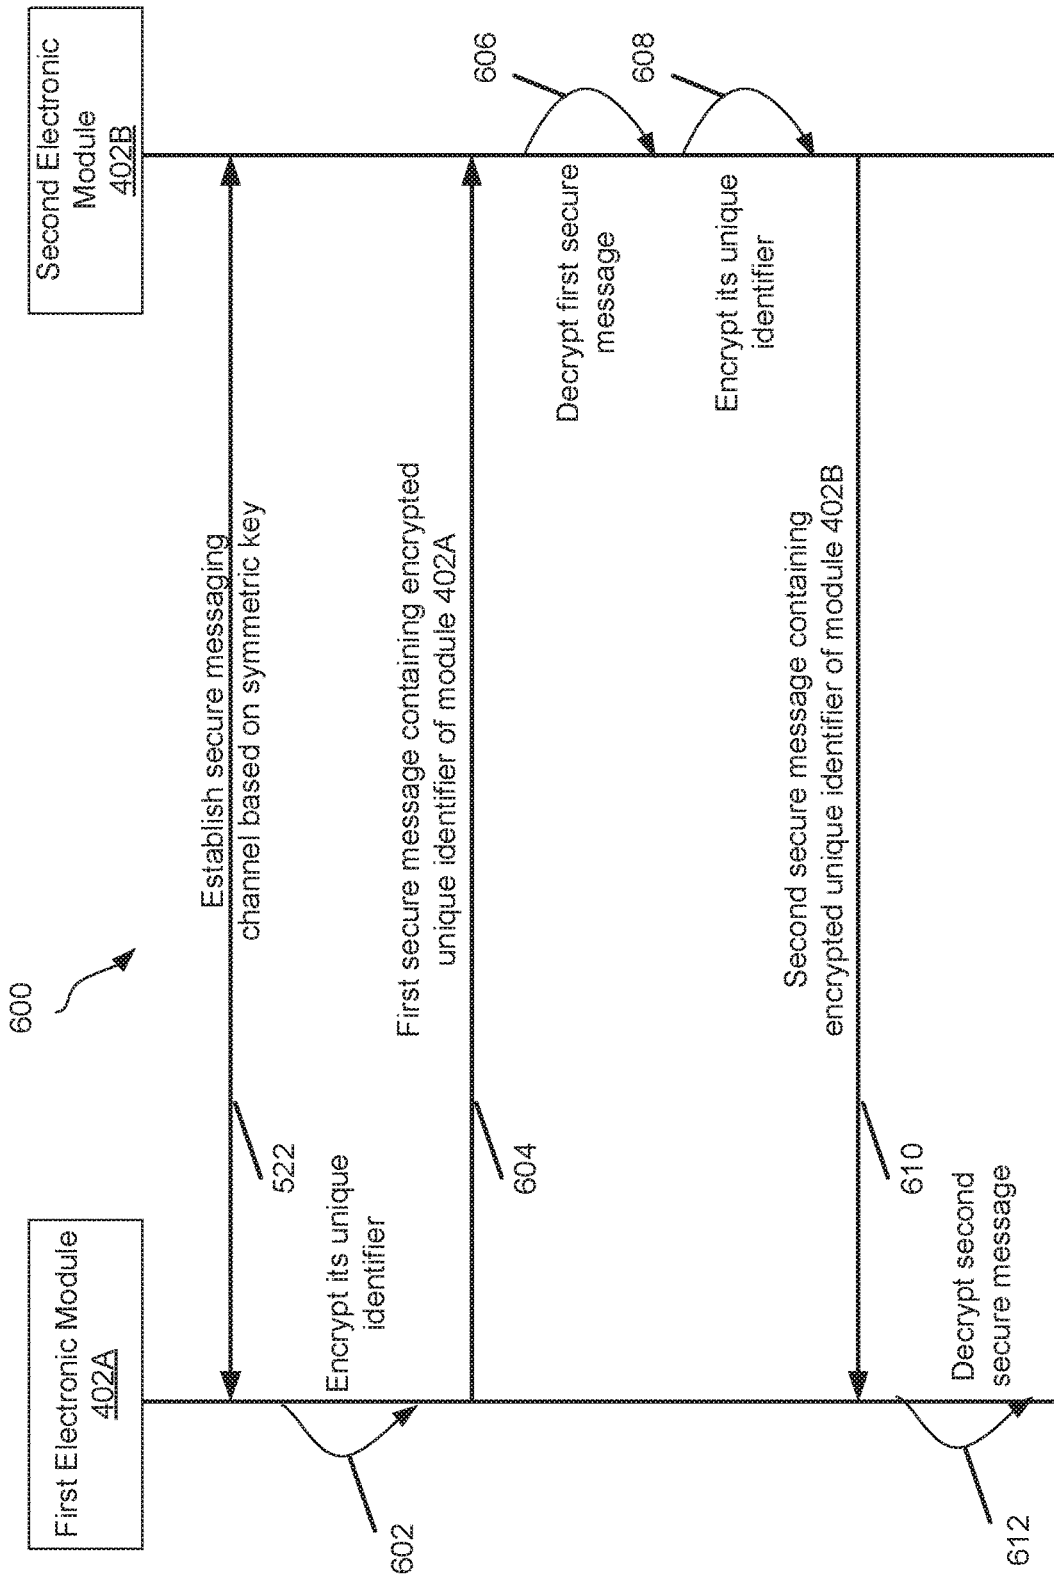 600
First Electronic Module
402A
Second Electronic
Module
402B
Establish secure messaging
channel based on symmetric key
522
Encrypt its unique
identifier
602
First secure message containing encrypted
unique identifier of module 402A
604
Decrypt first secure
message
606
Encrypt its unique
identifier
608
Second secure message containing
encrypted unique identifier of module 402B
610
Decrypt second
secure message
612